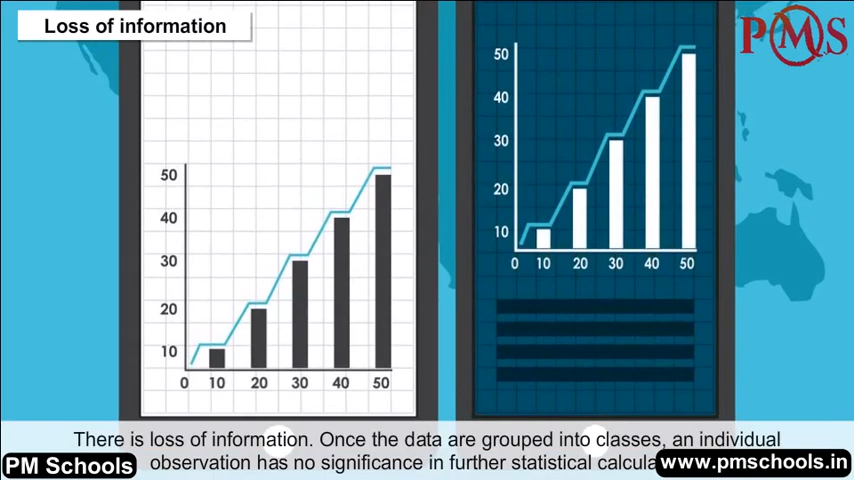 Loss of information
PMS
50
40
30
20
10
0 10 20 30 40 50
50
40
30
20
10
0 10 20 30 40 50
There is loss of information. Once the data are grouped into classes, an individual
observation has no significance in further statistical calcula
PM Schools
www.pmschools.in